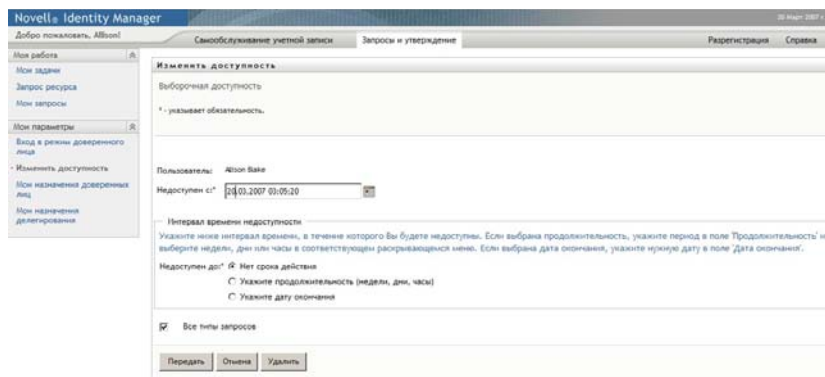 Novell® Identity Manager
20 Март 2007 г
Добро пожаловать, Allison!
Самообслуживание учетной записи
Запросы и утверждение
Разрегистрация
Справка
Моя работа
Мои задачи
Запрос ресурса
Мои запросы
Мои параметры
Вход в режим доверенного
лица
Изменить доступность
Мои назначения доверенных
лиц
Мои назначения
делегирования
Изменить доступность
Выборочная доступность
* - указывает обязательность.
Пользователь: Allison Blake
Недоступен с:* 20.03.2007 03:05:20
Интервал времени недоступности
Укажите ниже интервал времени, в течение которого Вы будете недоступны. Если выбрана продолжительность, укажите период в поле 'Продолжительность' и
выберите недели, дни или часы в соответствующем раскрывающемся меню. Если выбрана дата окончания, укажите нужную дату в поле 'Дата окончания'.
Недоступен до:* Нет срока действия
Укажите продолжительность (недели, дни, часы)
Укажите дату окончания
Все типы запросов
Передать
Отмена
Удалить